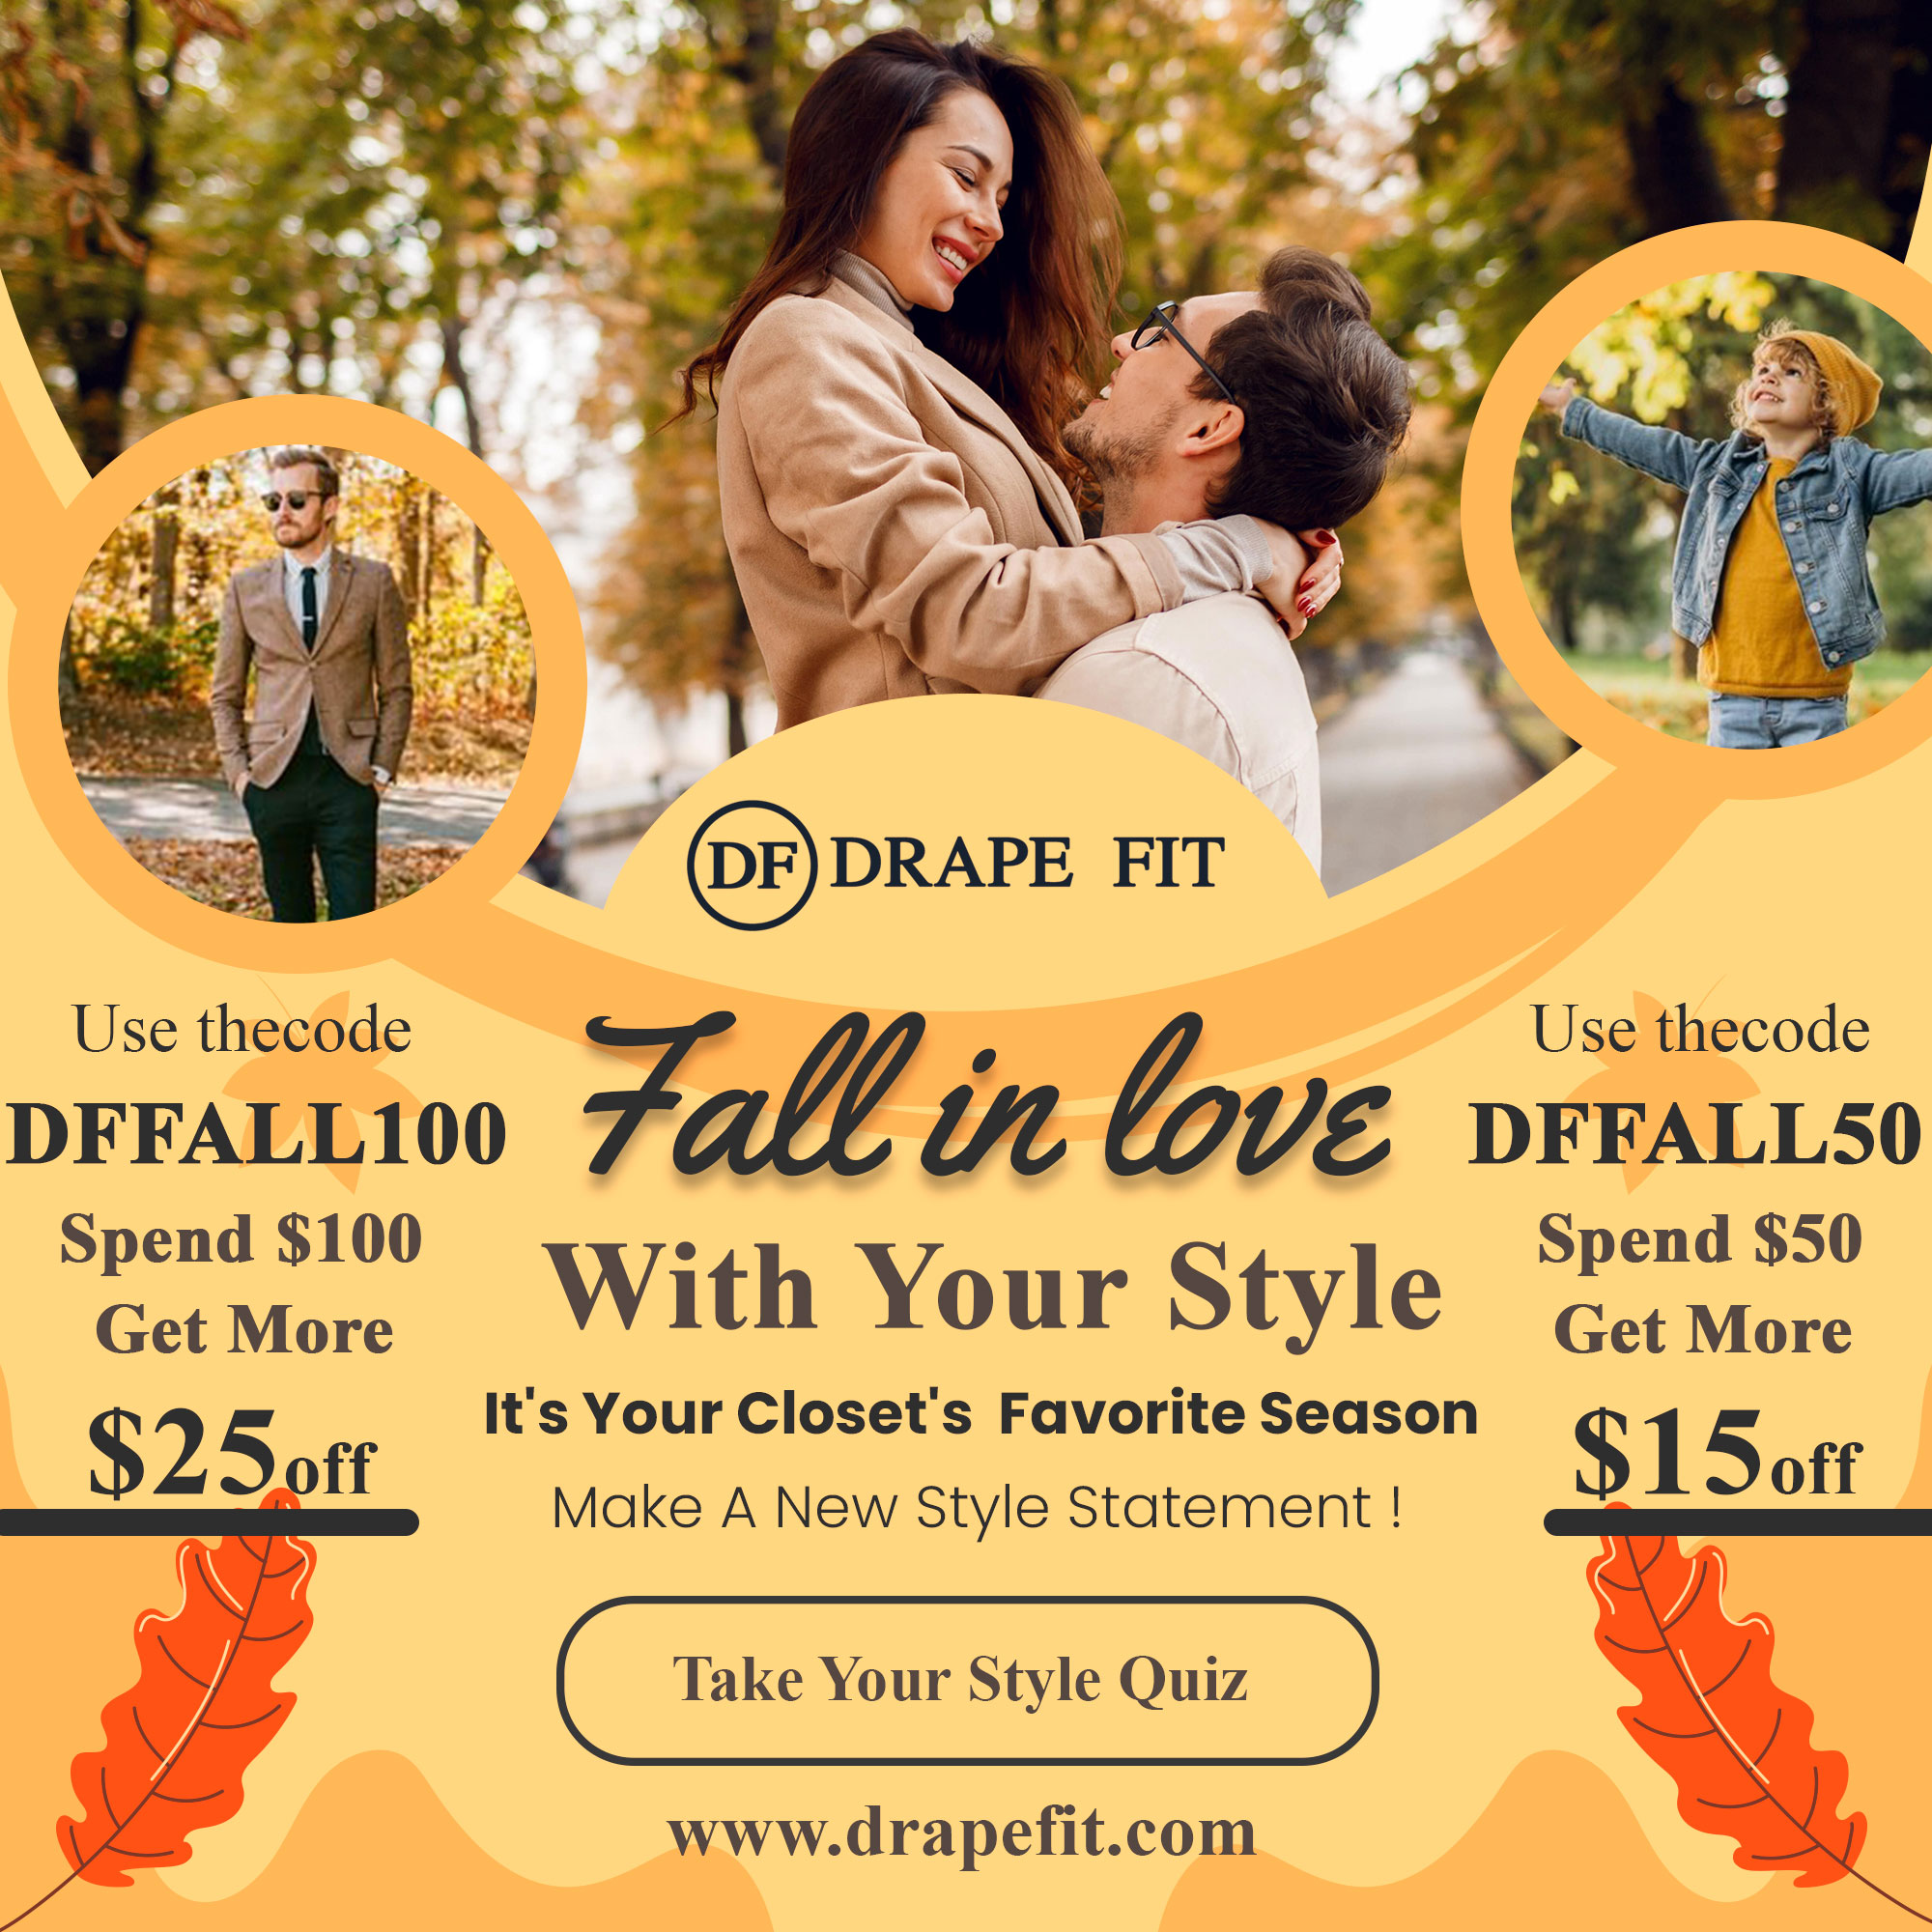 DF DRAPE FIT
Use thecode
DFFALL100
Spend $100
Get More
$25off
Fall in love
With Your Style
It's Your Closet's Favorite Season
Make A New Style Statement !
Take Your Style Quiz
www.drapefit.com
Use thecode
DFFALL50
Spend $50
Get More
$15off